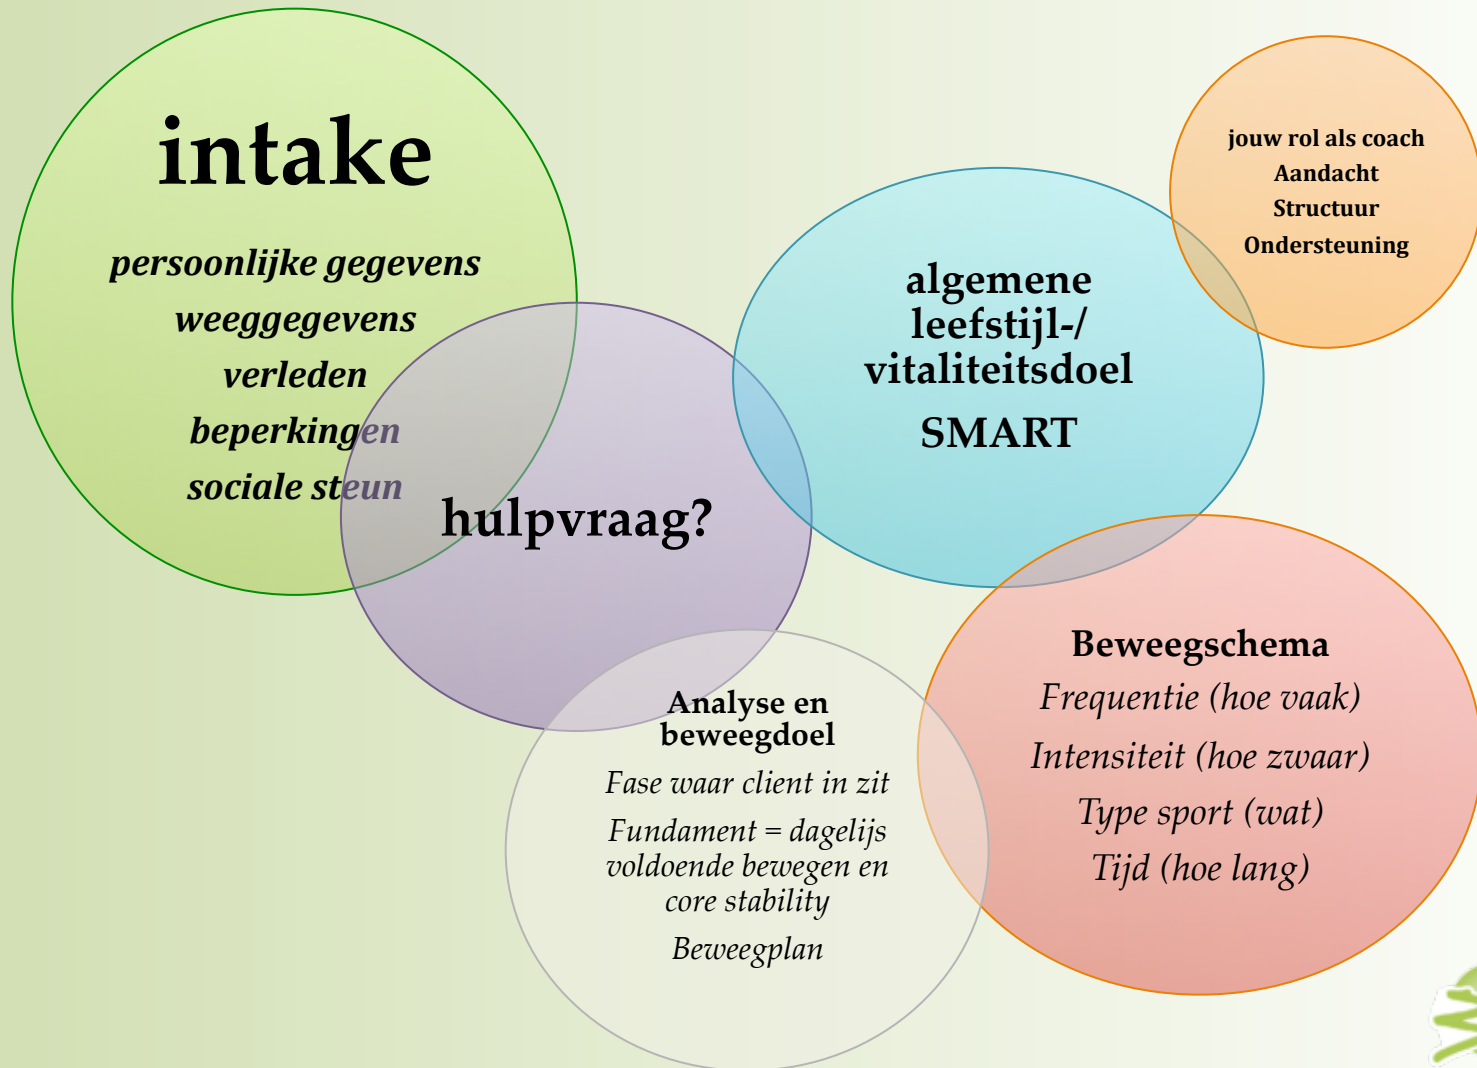 intake
persoonlijke gegevens
weeggegevens
verleden
beperkingen
sociale steun
hulpvraag?
algemene
leefstijl-/
vitaliteitsdoel
SMART
jouw rol als coach
Aandacht
Structuur
Ondersteuning
Analyse en
beweegdoel
Fase waar client in zit
Fundament = dagelijs
voldoende bewegen en
core stability
Beweegplan
Beweegschema
Frequentie (hoe vaak)
Intensiteit (hoe zwaar)
Type sport (wat)
Tijd (hoe lang)